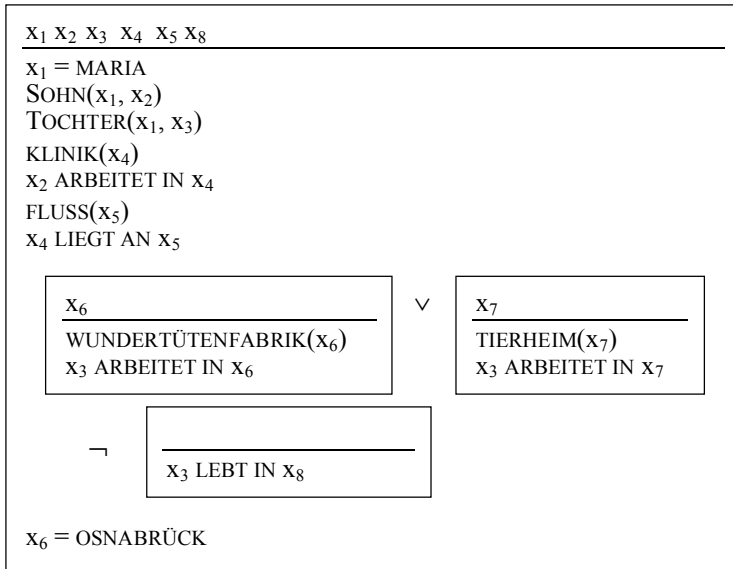 x₁ x₂ x₃ x₄ x₅ x₈
x₁ = MARIA
SOHN(x₁, x₂)
TOCHTER(x₁, x₃)
KLINIK(x₄)
x₂ ARBEITET IN x₄
FLUSS(x₅)
x₄ LIEGT AN x₅
x₆ ∨ x₇
WUNDERTÜTENFABRIK(x₆) TIERHEIM(x₇)
x₃ ARBEITET IN x₆ x₃ ARBEITET IN x₇
¬
x₃ LEBT IN x₈
x₆ = OSNABRÜCK